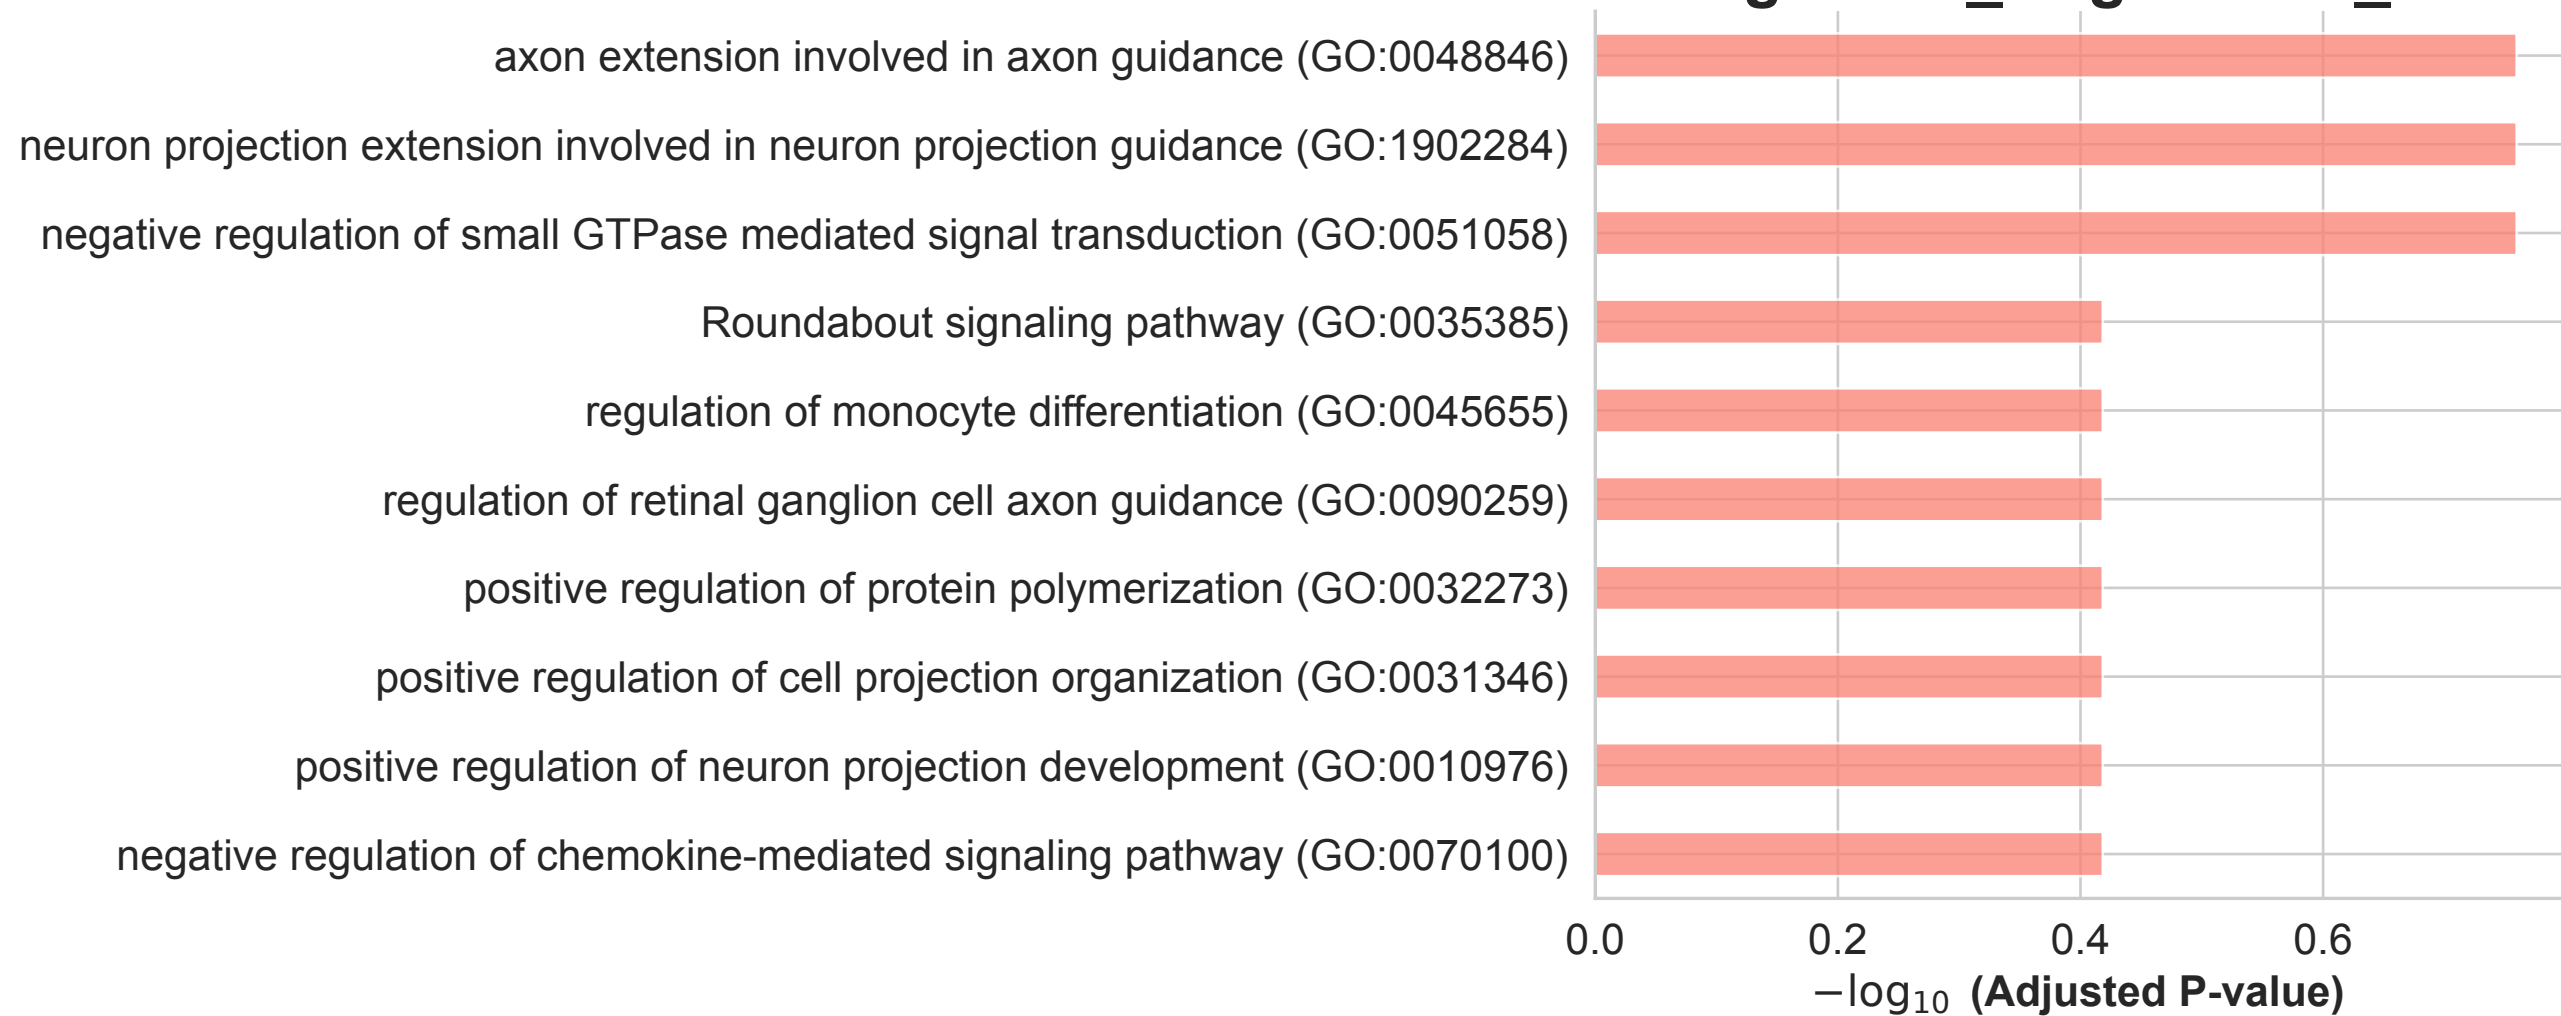 axon extension involved in axon guidance (GO:0048846)
neuron projection extension involved in neuron projection guidance (GO:1902284)
negative regulation of small GTPase mediated signal transduction (GO:0051058)
Roundabout signaling pathway (GO:0035385)
regulation of monocyte differentiation (GO:0045655)
regulation of retinal ganglion cell axon guidance (GO:0090259)
positive regulation of protein polymerization (GO:0032273)
positive regulation of cell projection organization (GO:0031346)
positive regulation of neuron projection development (GO:0010976)
negative regulation of chemokine-mediated signaling pathway (GO:0070100)
0.0 0.2 0.4 0.6
−log₁₀ (Adjusted P-value)